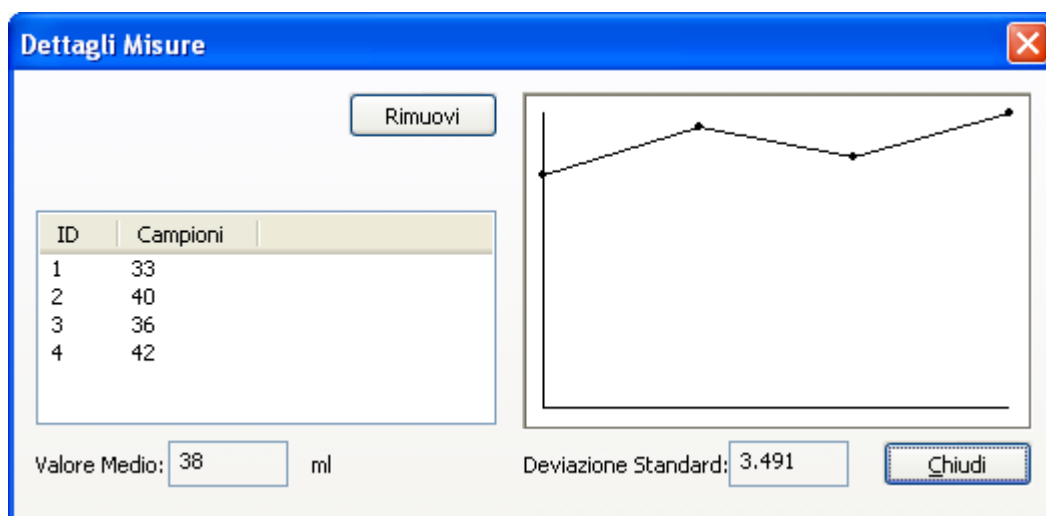 Dettagli Misure
Rimuovi
ID Campioni
1 33
2 40
3 36
4 42
Valore Medio: 38 ml
Deviazione Standard: 3.491
Chiudi